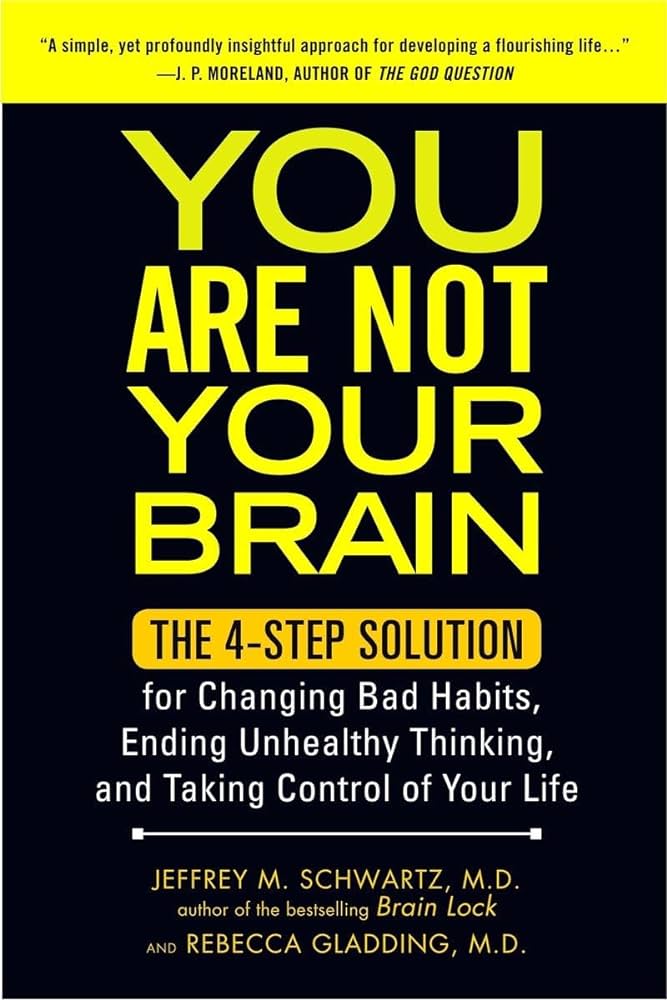 “A simple, yet profoundly insightful approach for developing a flourishing life...”
—J. P. MORELAND, AUTHOR OF THE GOD QUESTION
YOU
ARE NOT
YOUR
BRAIN
THE 4-STEP SOLUTION
for Changing Bad Habits,
Ending Unhealthy Thinking,
and Taking Control of Your Life
JEFFREY M. SCHWARTZ, M.D.
author of the bestselling Brain Lock
AND REBECCA GLADDING, M.D.